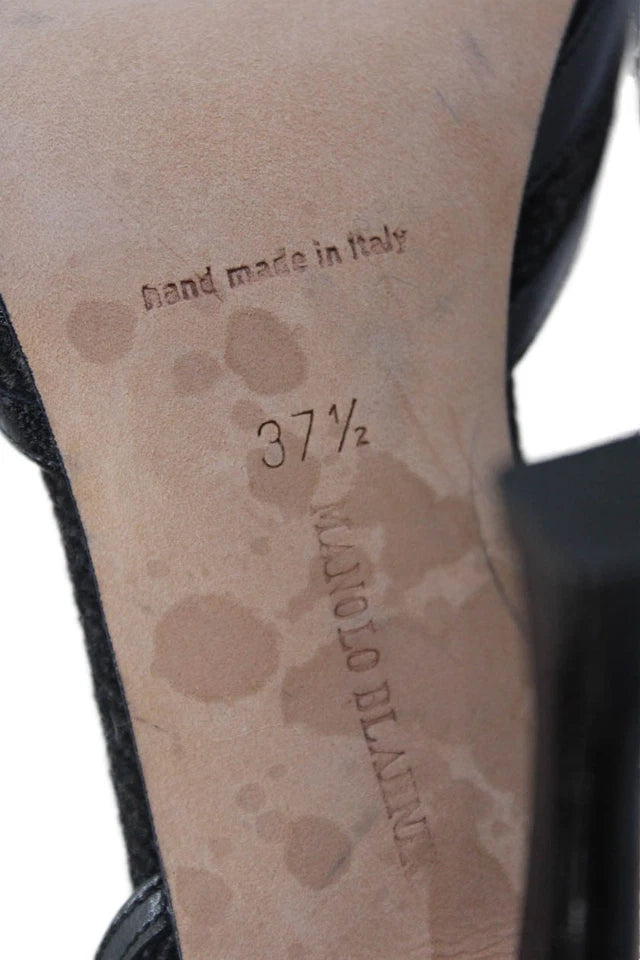 hand made in Italy
37½
MANOLO BLAHNIK